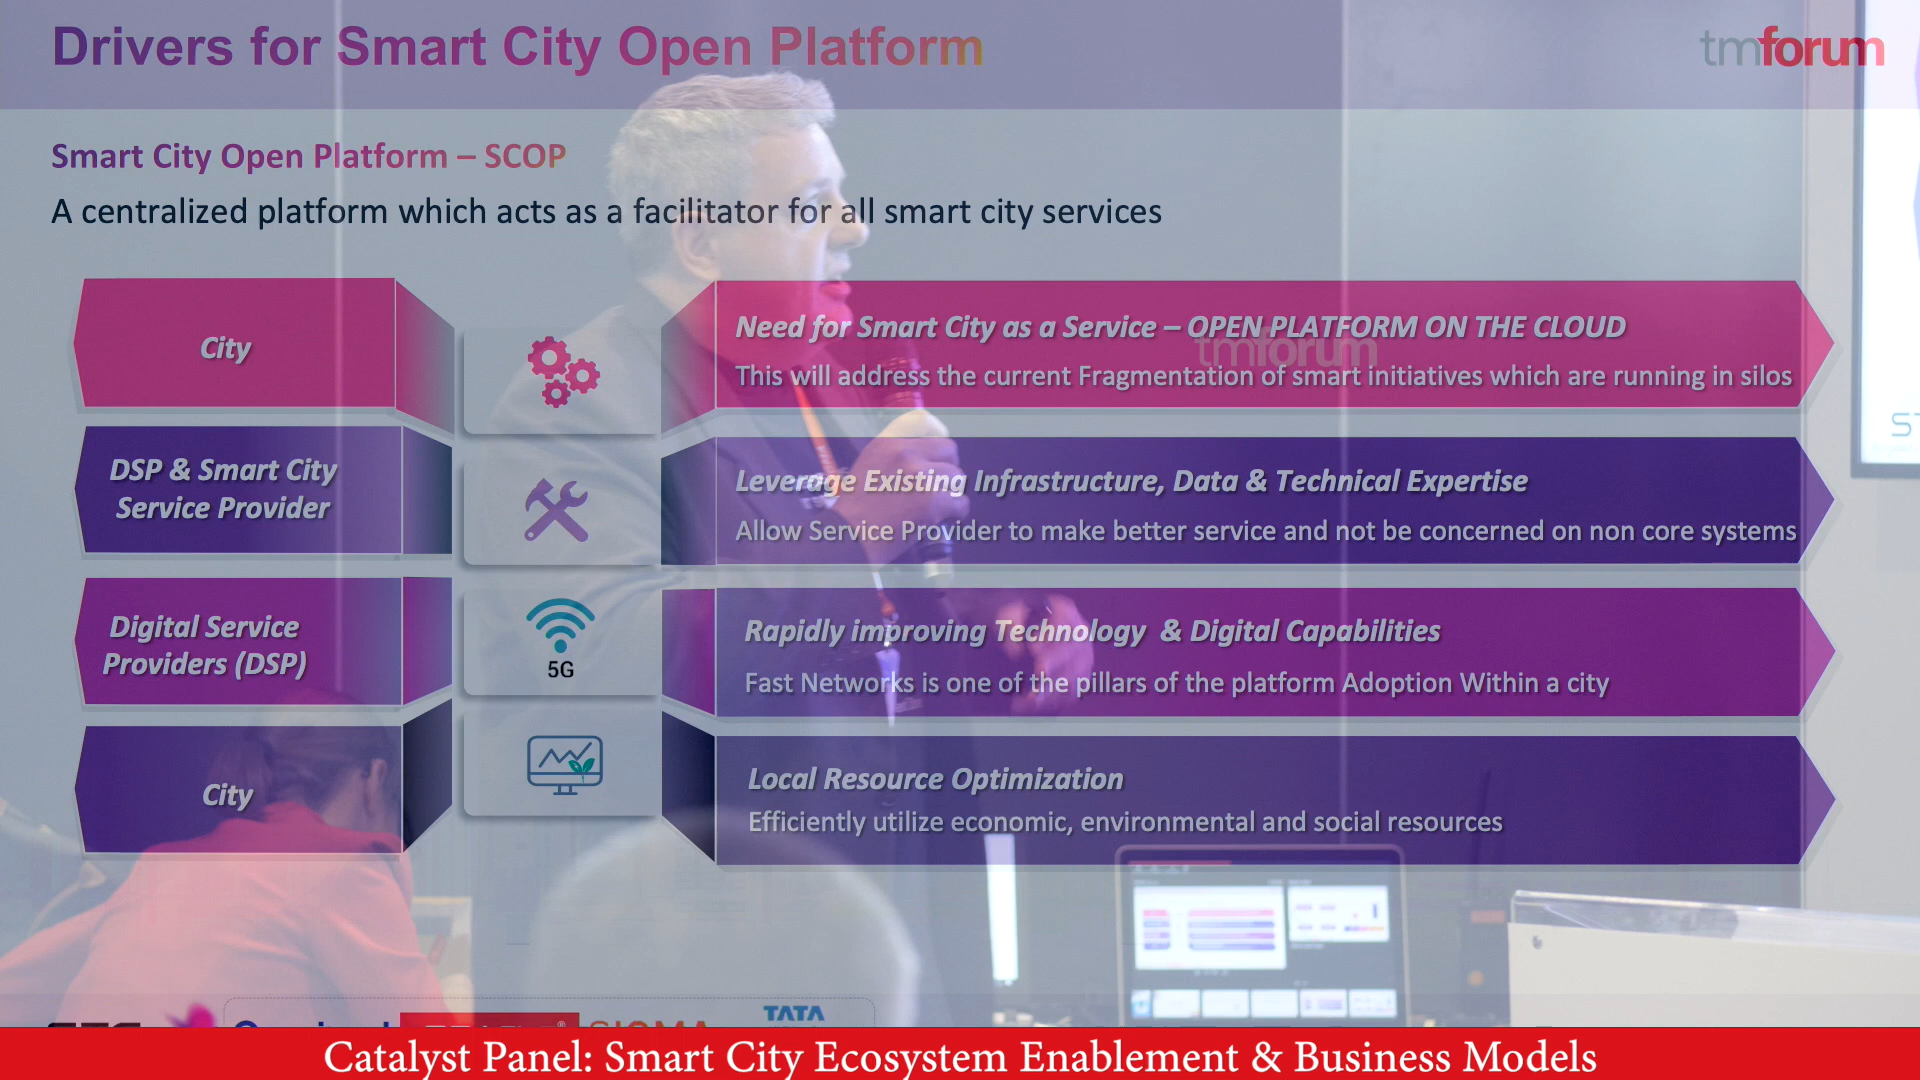 Drivers for Smart City Open Platform
tmforum
Smart City Open Platform – SCOP
A centralized platform which acts as a facilitator for all smart city services
City
Need for Smart City as a Service – OPEN PLATFORM ON THE CLOUD
tmforum
This will address the current Fragmentation of smart initiatives which are running in silos
DSP & Smart City
Service Provider
Leverage Existing Infrastructure, Data & Technical Expertise
Allow Service Provider to make better service and not be concerned on non core systems
Digital Service
Providers (DSP)
5G
Rapidly improving Technology & Digital Capabilities
Fast Networks is one of the pillars of the platform Adoption Within a city
City
Local Resource Optimization
Efficiently utilize economic, environmental and social resources
TATA
Catalyst Panel: Smart City Ecosystem Enablement & Business Models